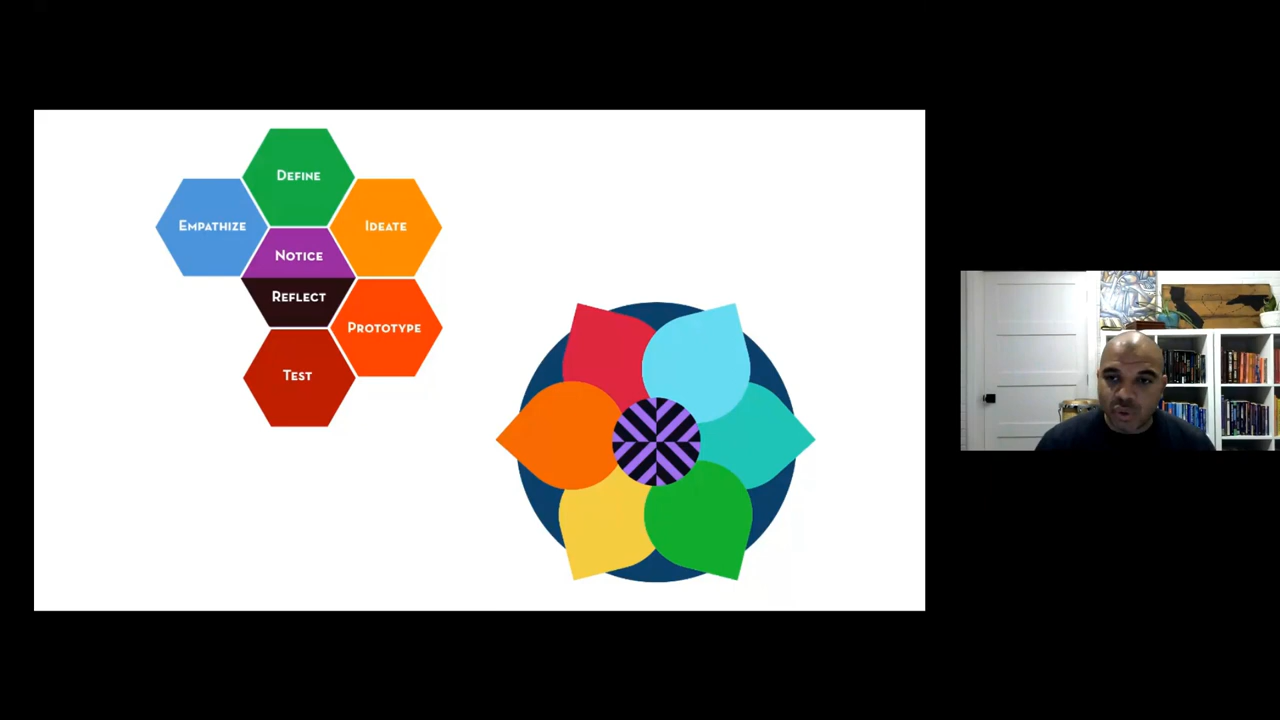 Define
Empathize
Ideate
Notice
Reflect
Prototype
Test